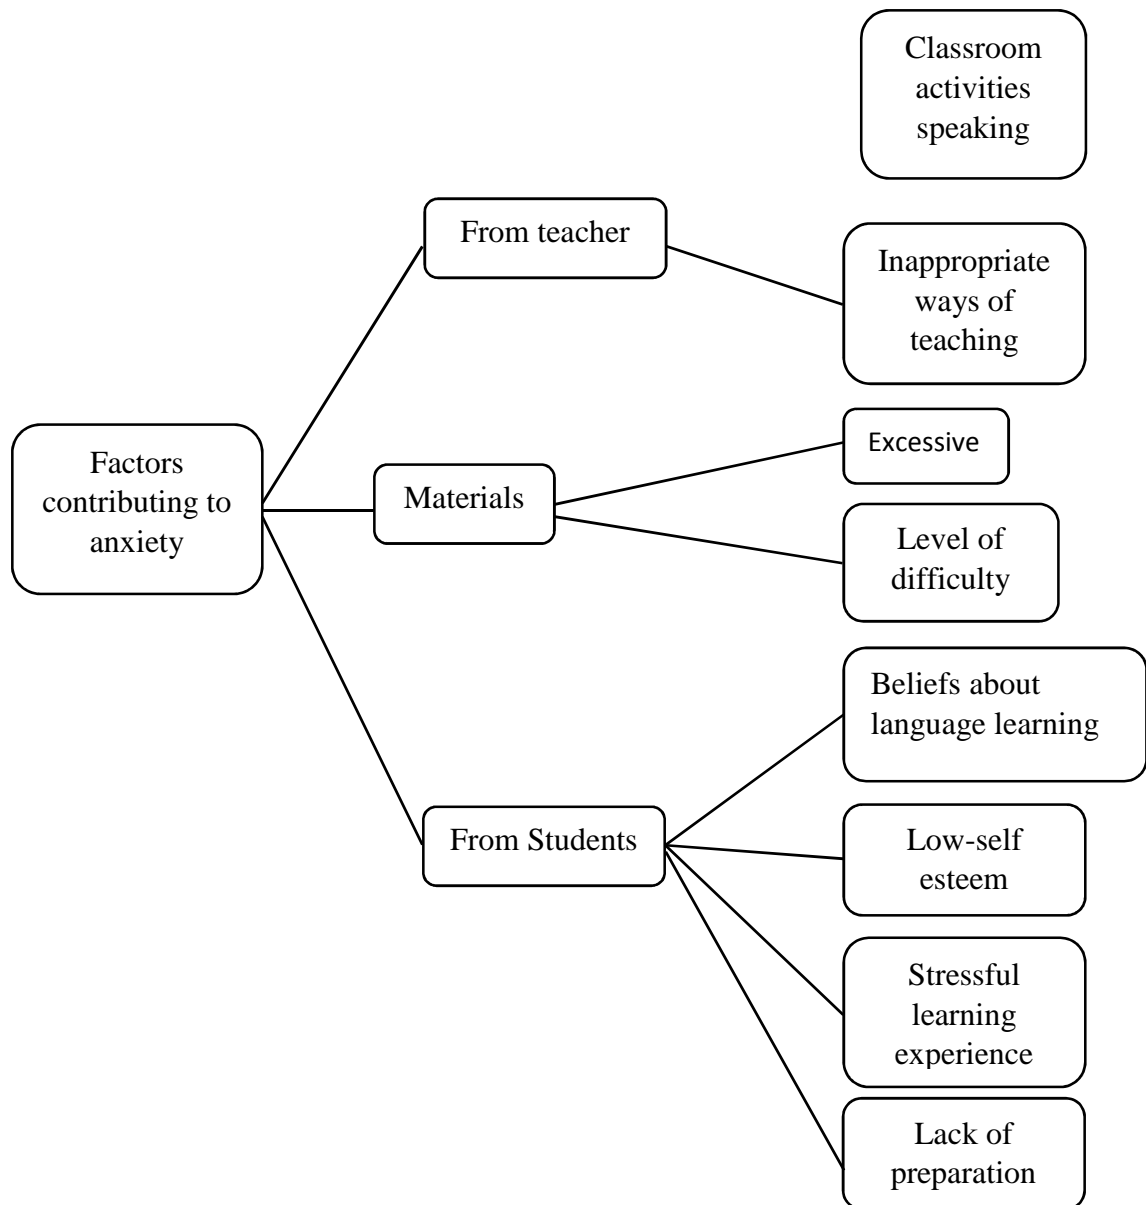 Classroom
activities
speaking
From teacher
Inappropriate
ways of
teaching
Factors
contributing to
anxiety
Materials
Excessive
Level of
difficulty
From Students
Beliefs about
language learning
Low-self
esteem
Stressful
learning
experience
Lack of
preparation